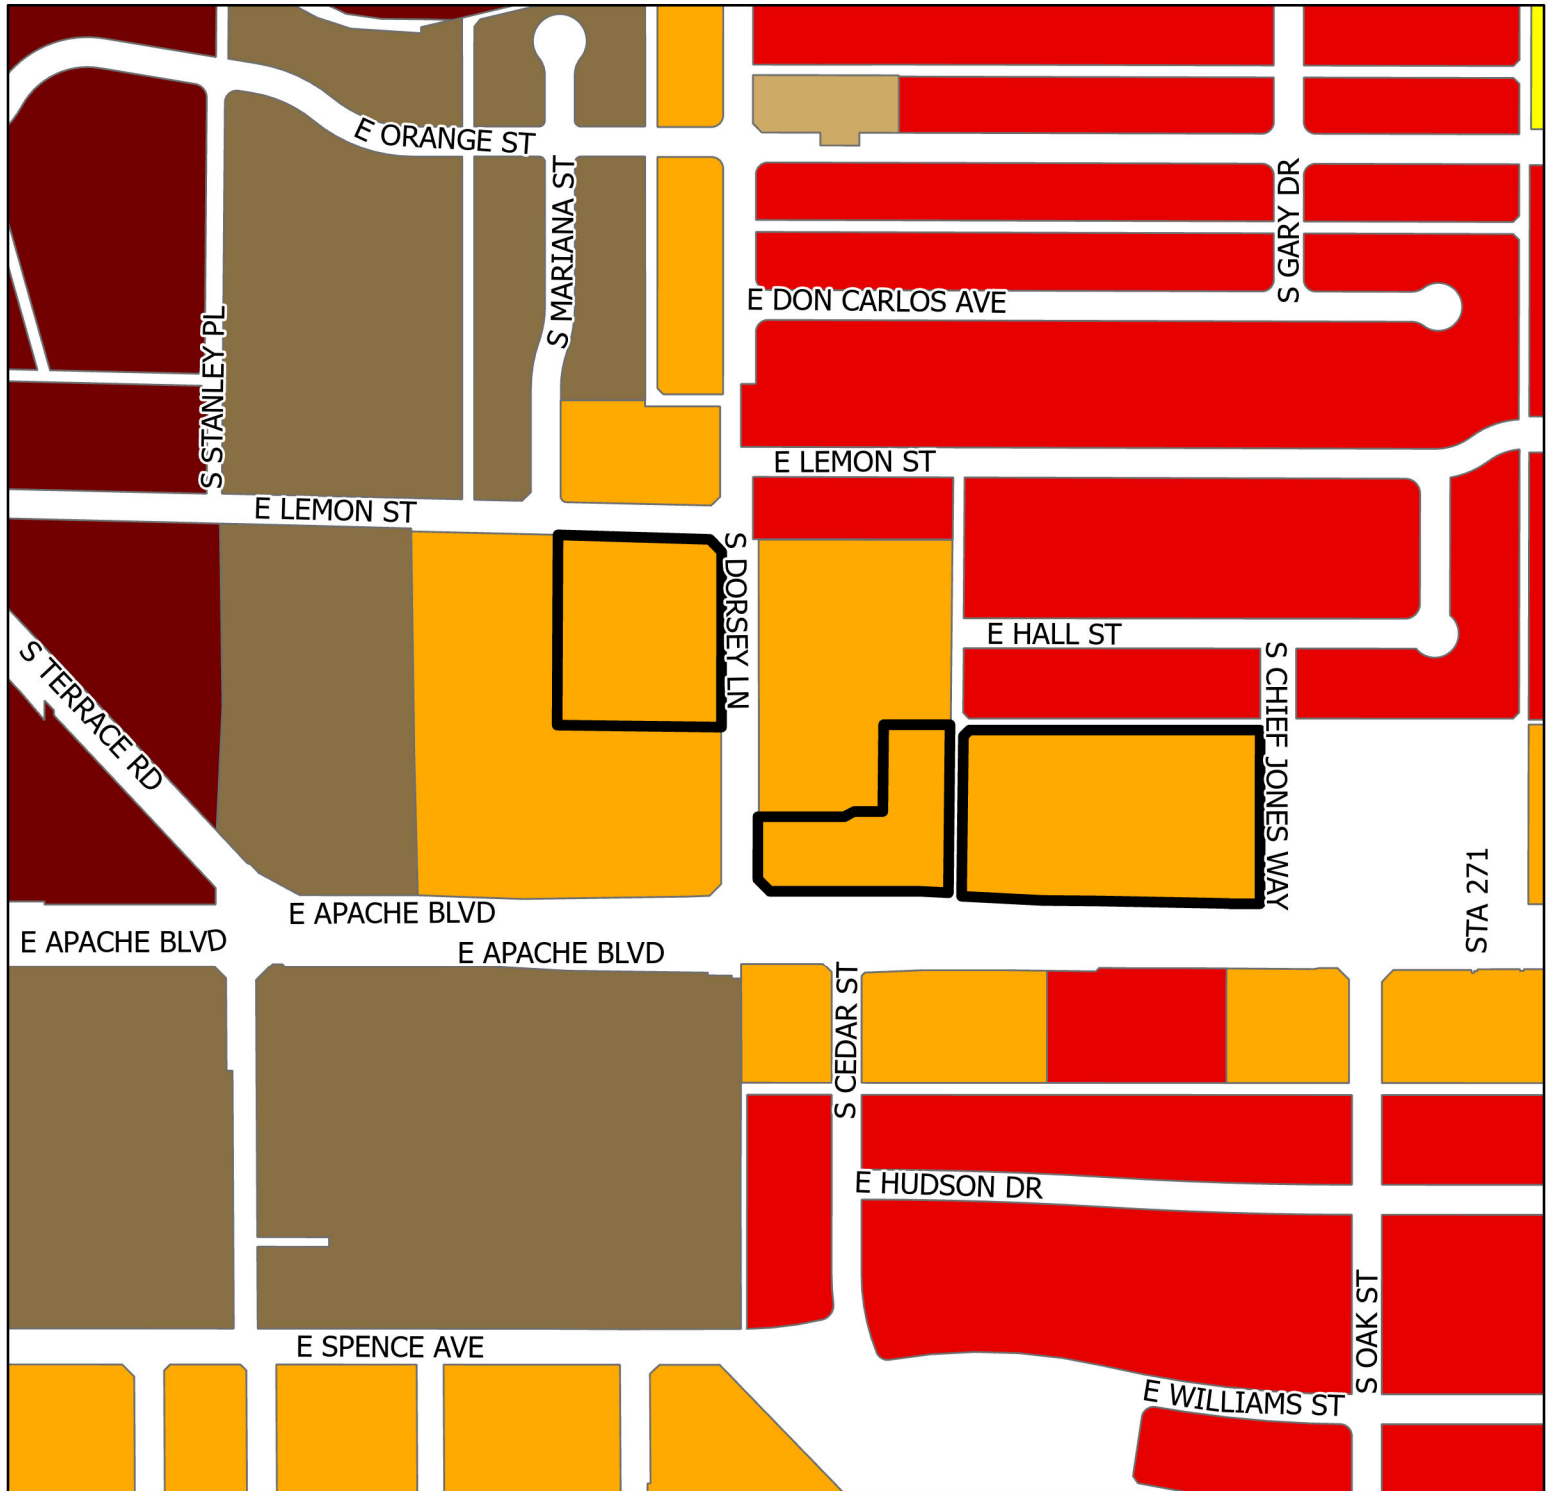 E ORANGE ST
S MARIANA ST
S GARY DR
E DON CARLOS AVE
S STANLEY PL
E LEMON ST
E LEMON ST
S DORSEY LN
E HALL ST
S TERRACE RD
S CHIEF JONES WAY
STA 271
E APACHE BLVD
E APACHE BLVD
E APACHE BLVD
S CEDAR ST
E HUDSON DR
S OAK ST
E SPENCE AVE
E WILLIAMS ST